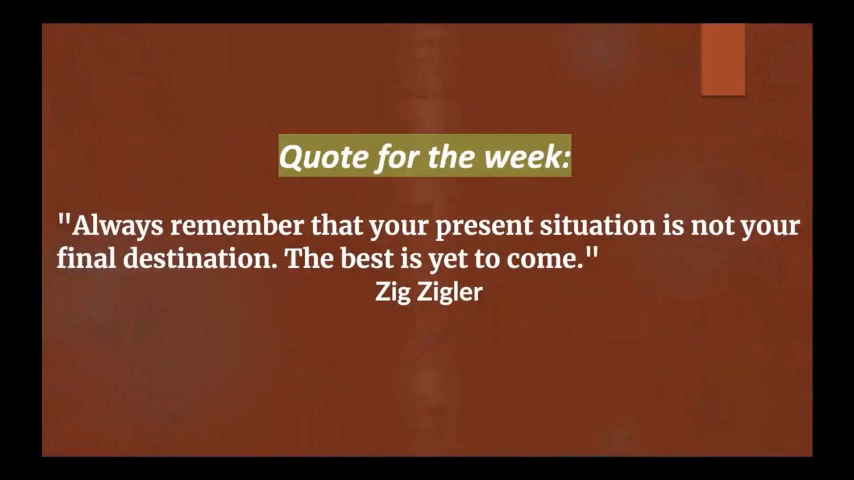 Quote for the week:
"Always remember that your present situation is not your
final destination. The best is yet to come."
Zig Zigler